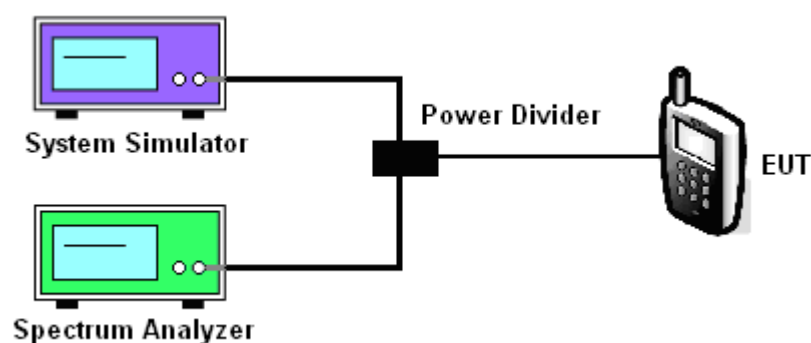 System Simulator
Power Divider
EUT
Spectrum Analyzer